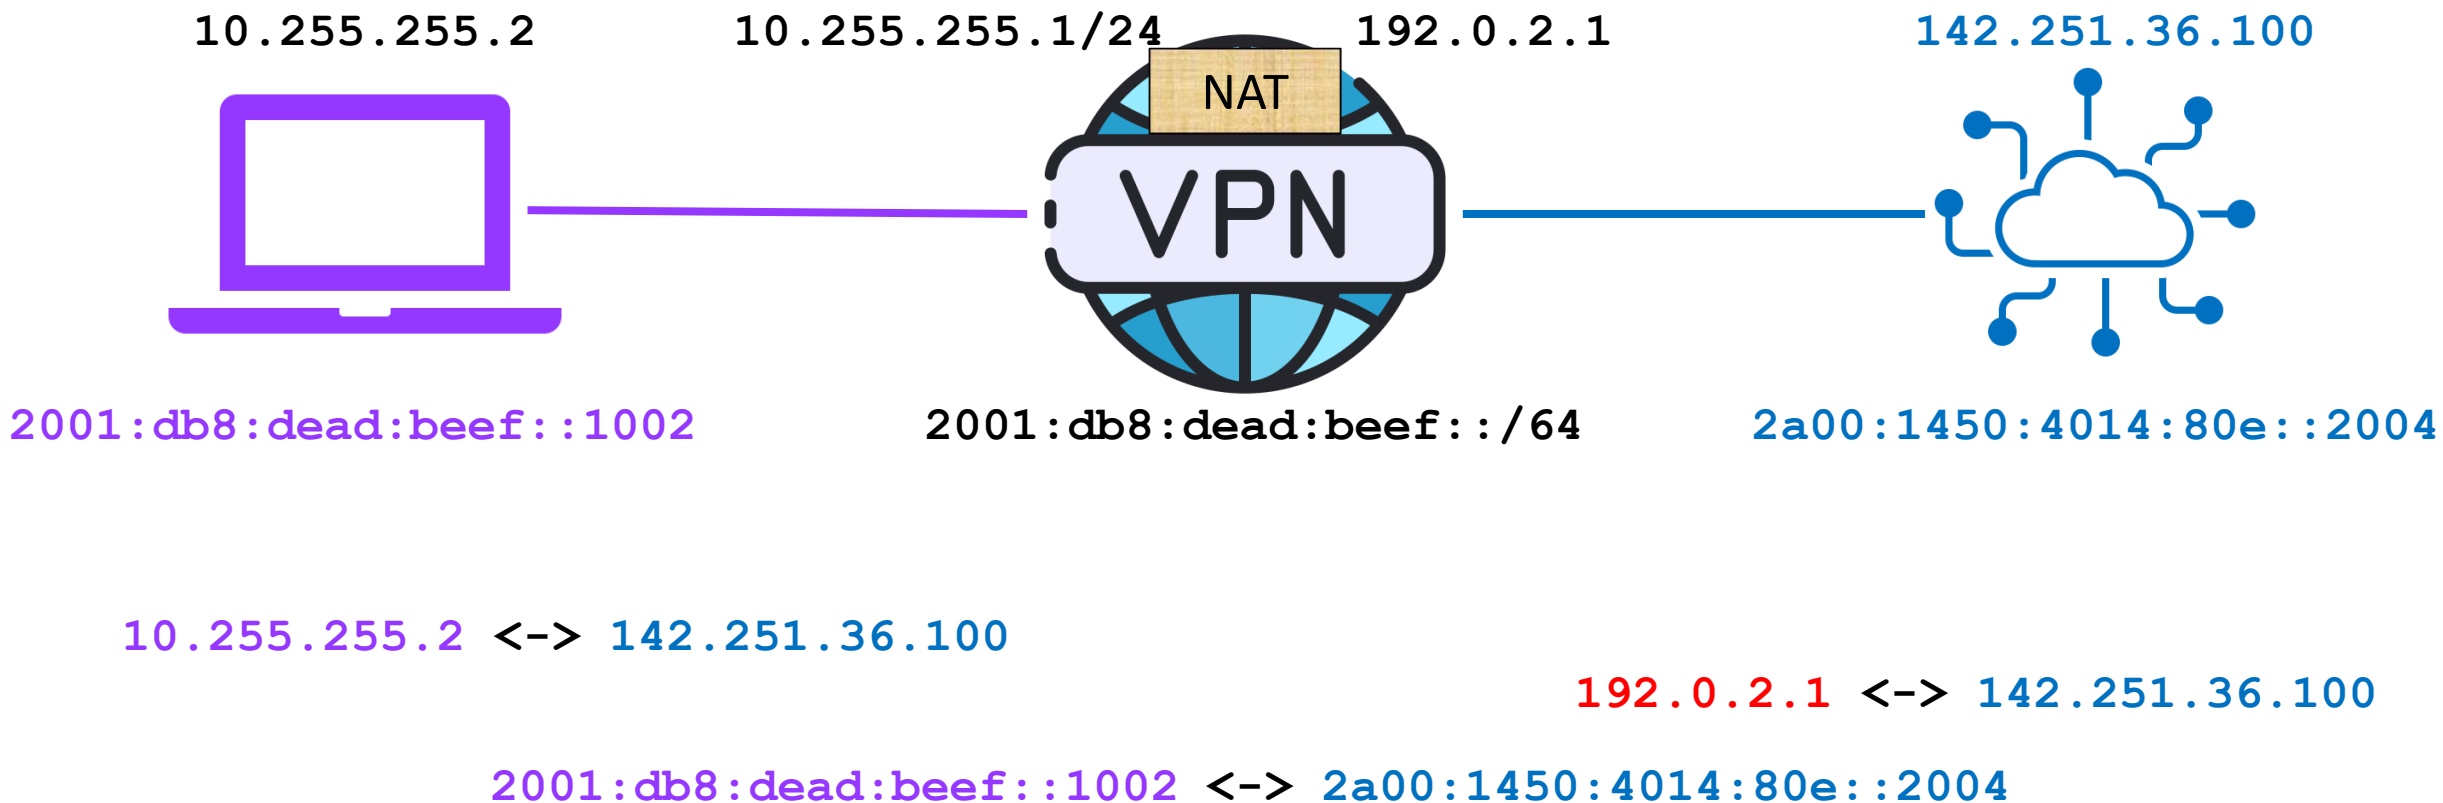 10.255.255.2 10.255.255.1/24 192.0.2.1 142.251.36.100
NAT
VPN
2001:db8:dead:beef::1002 2001:db8:dead:beef::/64 2a00:1450:4014:80e::2004
10.255.255.2 <-> 142.251.36.100
192.0.2.1 <-> 142.251.36.100
2001:db8:dead:beef::1002 <-> 2a00:1450:4014:80e::2004